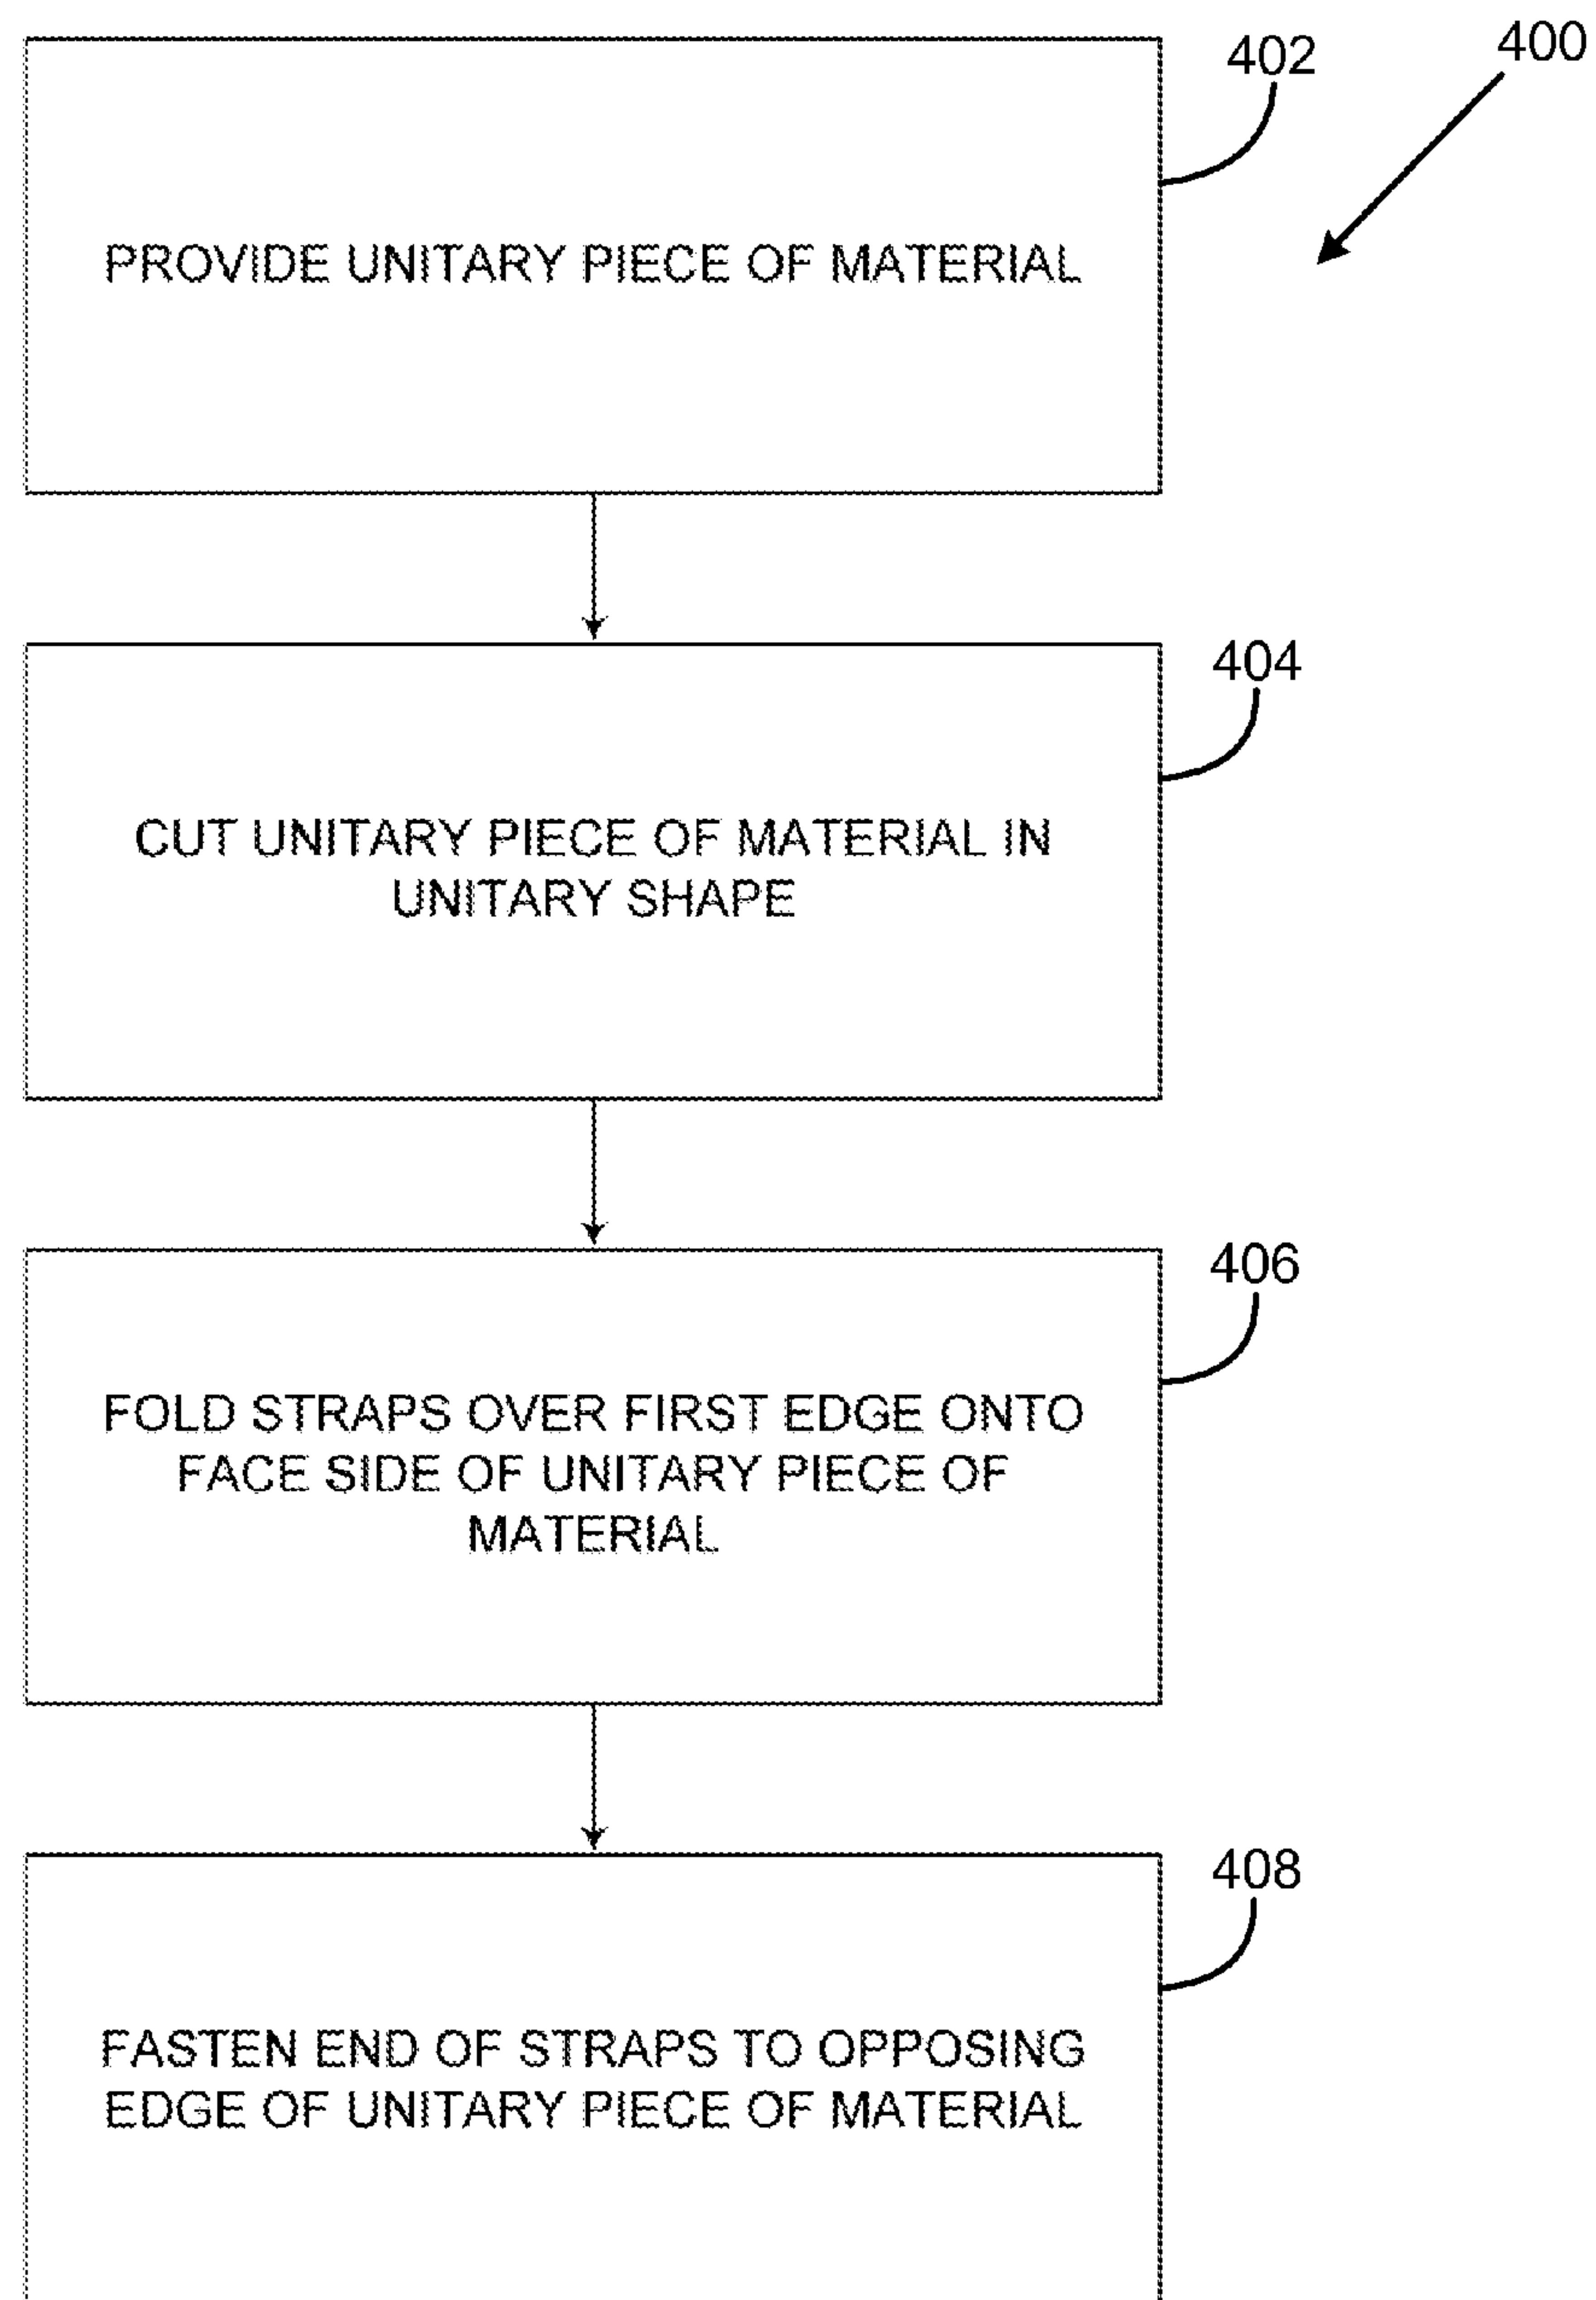 400
402
PROVIDE UNITARY PIECE OF MATERIAL
404
CUT UNITARY PIECE OF MATERIAL IN
UNITARY SHAPE
406
FOLD STRAPS OVER FIRST EDGE ONTO
FACE SIDE OF UNITARY PIECE OF
MATERIAL
408
FASTEN END OF STRAPS TO OPPOSING
EDGE OF UNITARY PIECE OF MATERIAL